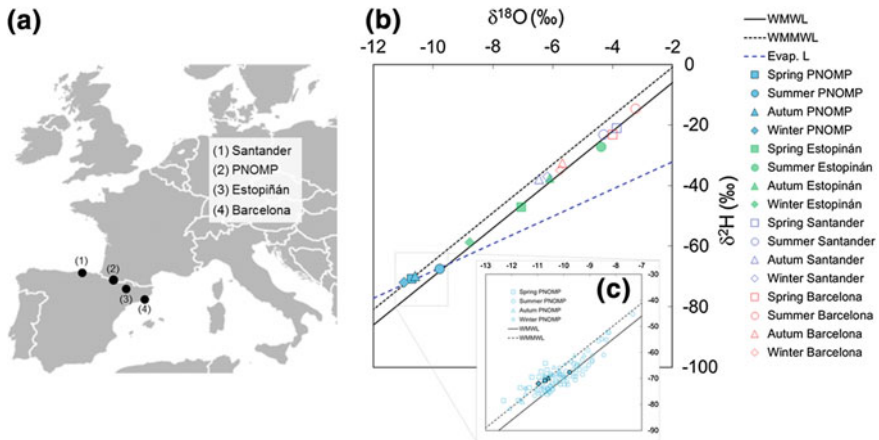 (a)
(1) Santander
(2) PNOMP
(3) Estopiñán
(4) Barcelona
(1)
(2)
(3)
(4)
(b)
δ18O (‰)
-12 -10 -8 -6 -4 -2
0
-20
-40
-60
-80
-100
δ2H (‰)
(c)
-13 -12 -11 -10 -9 -8 -7
-30
-40
-50
-60
-70
-80
-90
Spring PNOMP
Summer PNOMP
Autum PNOMP
Winter PNOMP
WMWL
WMMWL
WMWL
WMMWL
Evap. L
Spring PNOMP
Summer PNOMP
Autum PNOMP
Winter PNOMP
Spring Estopinán
Summer Estopinán
Autum Estopinán
Winter Estopinán
Spring Santander
Summer Santander
Autum Santander
Winter Santander
Spring Barcelona
Summer Barcelona
Autum Barcelona
Winter Barcelona